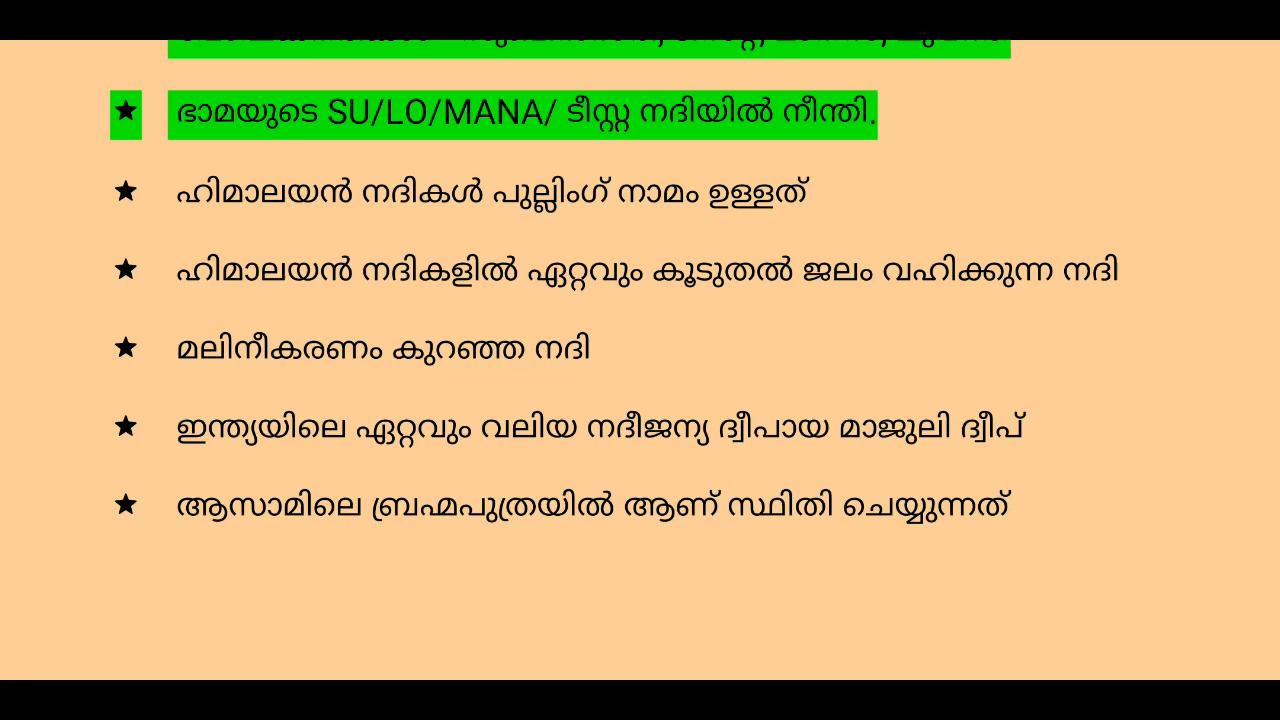 ★ ഭാമയുടെ SU/LO/MANA/ ടീസ്റ്റ നദിയിൽ നീന്തി.
★ ഹിമാലയൻ നദികൾ പുല്ലിംഗ് നാമം ഉള്ളത്
★ ഹിമാലയൻ നദികളിൽ ഏറ്റവും കൂടുതൽ ജലം വഹിക്കുന്ന നദി
★ മലിനീകരണം കുറഞ്ഞ നദി
★ ഇന്ത്യയിലെ ഏറ്റവും വലിയ നദീജന്യ ദ്വീപായ മാജുലി ദ്വീപ്
★ ആസാമിലെ ബ്രഹ്മപുത്രയിൽ ആണ് സ്ഥിതി ചെയ്യുന്നത്